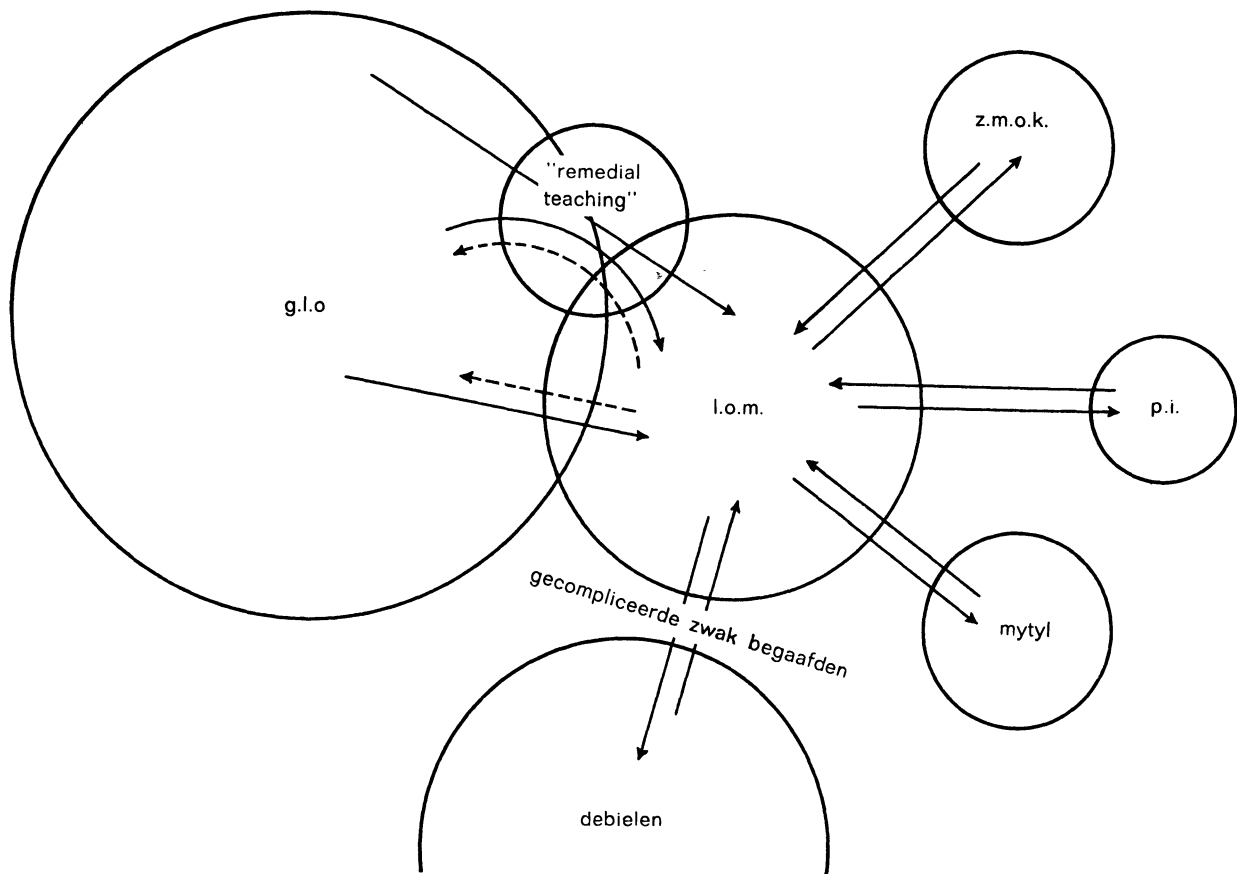 z.m.o.k.
"remedial
teaching"
g.l.o
l.o.m.
p.i.
gecompliceerde zwak begaafden
mytyl
debielen